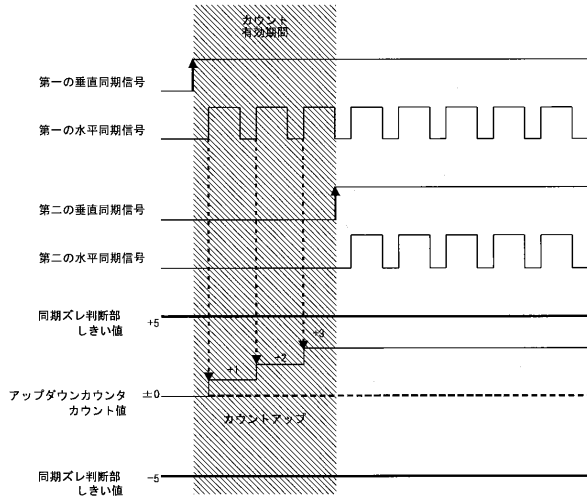 カウント
有効期間
第一の垂直同期信号
第一の水平同期信号
第二の垂直同期信号
第二の水平同期信号
同期ズレ判断部
しきい値
+5
+3
+2
+1
アップダウンカウンタ
カウント値
±0
カウントアップ
同期ズレ判断部
しきい値
-5